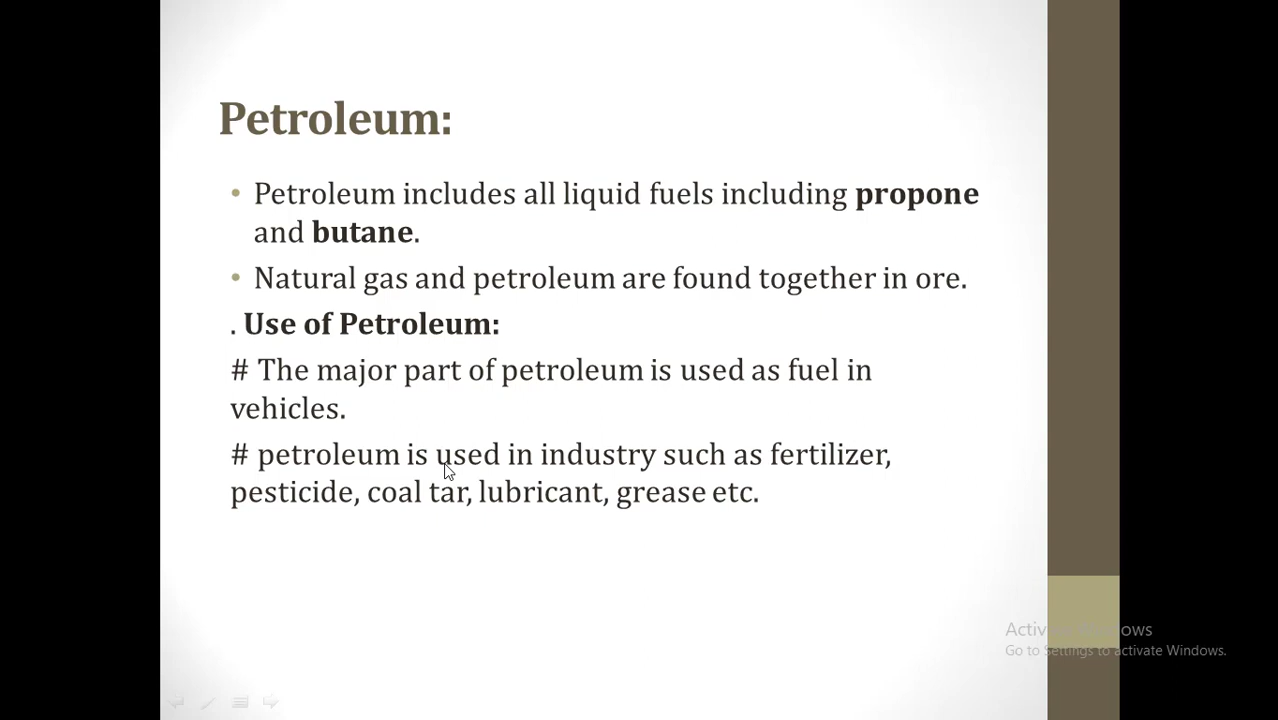 Petroleum:
• Petroleum includes all liquid fuels including propone
and butane.
• Natural gas and petroleum are found together in ore.
. Use of Petroleum:
# The major part of petroleum is used as fuel in
vehicles.
# petroleum is used in industry such as fertilizer,
pesticide, coal tar, lubricant, grease etc.
Activate Windows
Go to Settings to activate Windows.